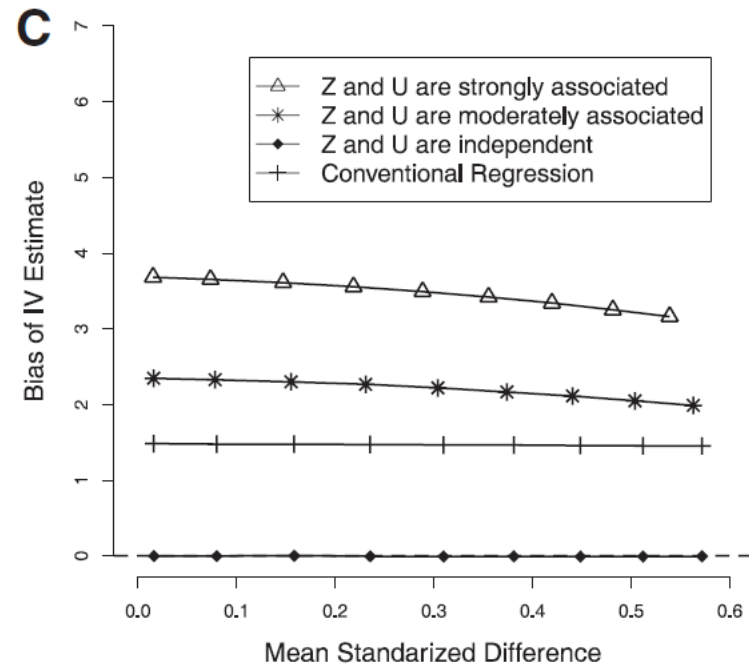 C
Z and U are strongly associated
Z and U are moderately associated
Z and U are independent
Conventional Regression
Bias of IV Estimate
7
6
5
4
3
2
1
0
0.0 0.1 0.2 0.3 0.4 0.5 0.6
Mean Standarized Difference